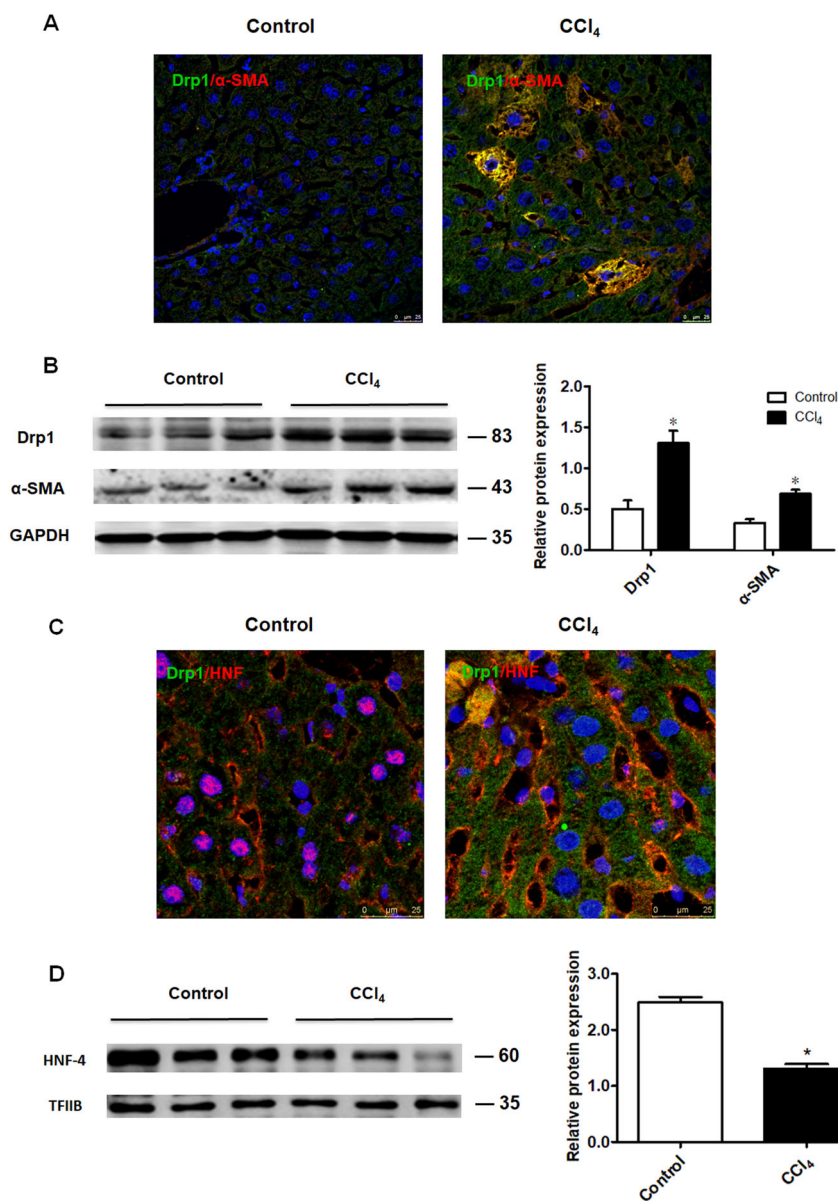 A
Control
CCl₄
Drp1/α-SMA
Drp1/α-SMA
0 µm 25
0 µm 25
B
Control
CCl₄
Drp1
83
α-SMA
43
GAPDH
35
Relative protein expression
2.0
1.5
1.0
0.5
0.0
*
*
Control
CCl₄
Drp1
α-SMA
C
Control
CCl₄
Drp1/HNF
Drp1/HNF
0 µm 25
0 µm 25
D
Control
CCl₄
HNF-4
60
TFIIB
35
Relative protein expression
3.0
2.0
1.0
0.0
*
Control
CCl₄